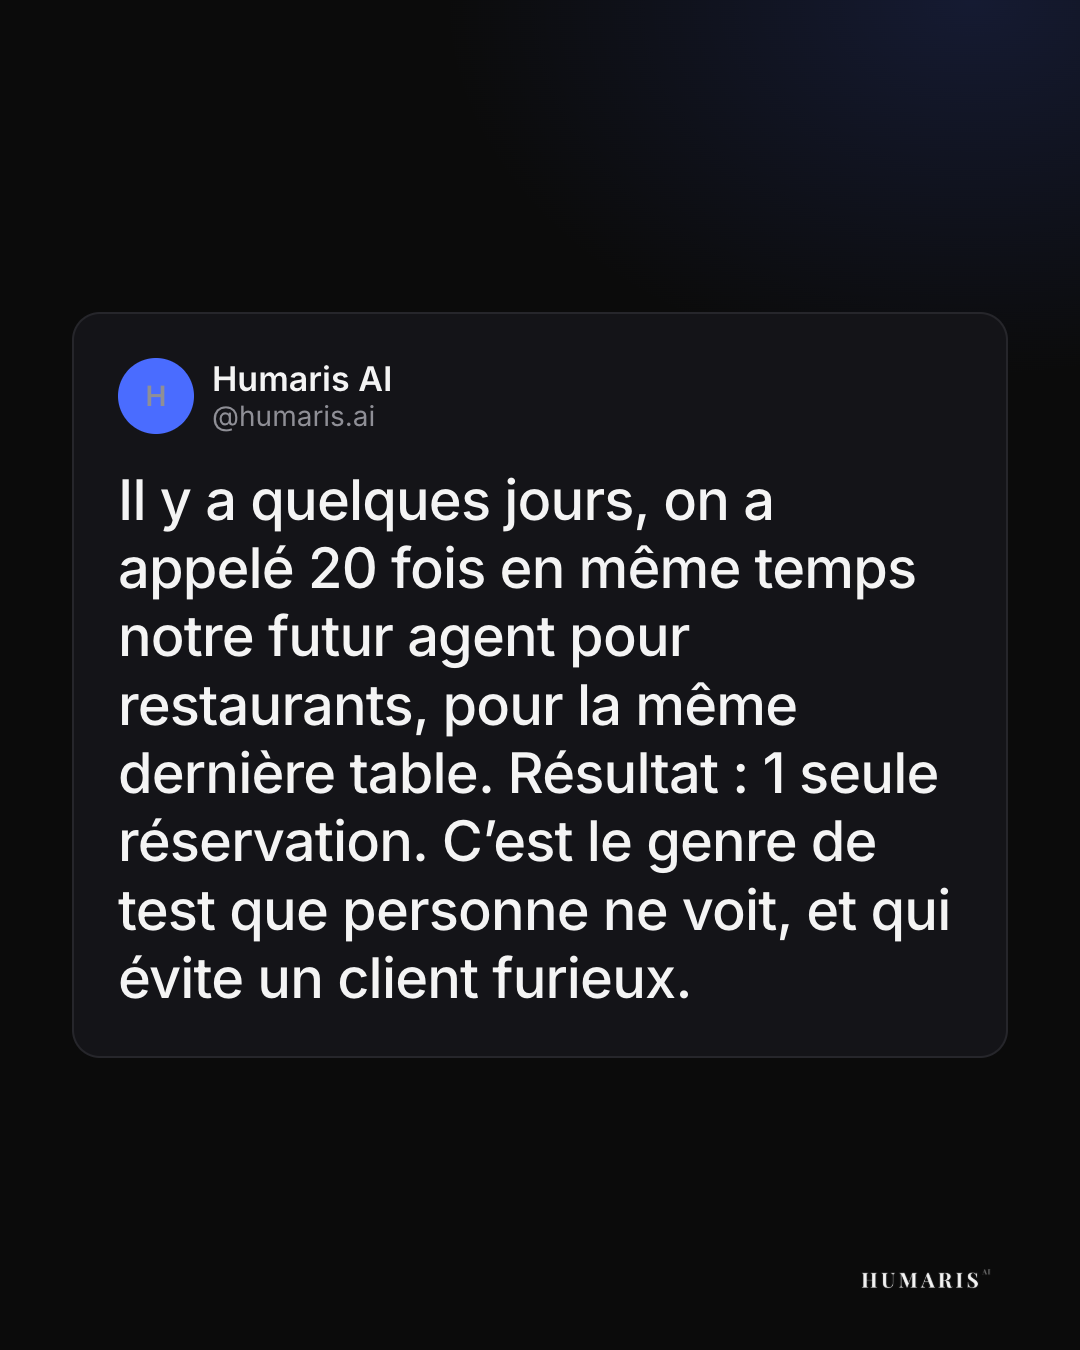 H
Humaris AI
@humaris.ai
Il y a quelques jours, on a
appelé 20 fois en même temps
notre futur agent pour
restaurants, pour la même
dernière table. Résultat : 1 seule
réservation. C’est le genre de
test que personne ne voit, et qui
évite un client furieux.
HUMARIS AI